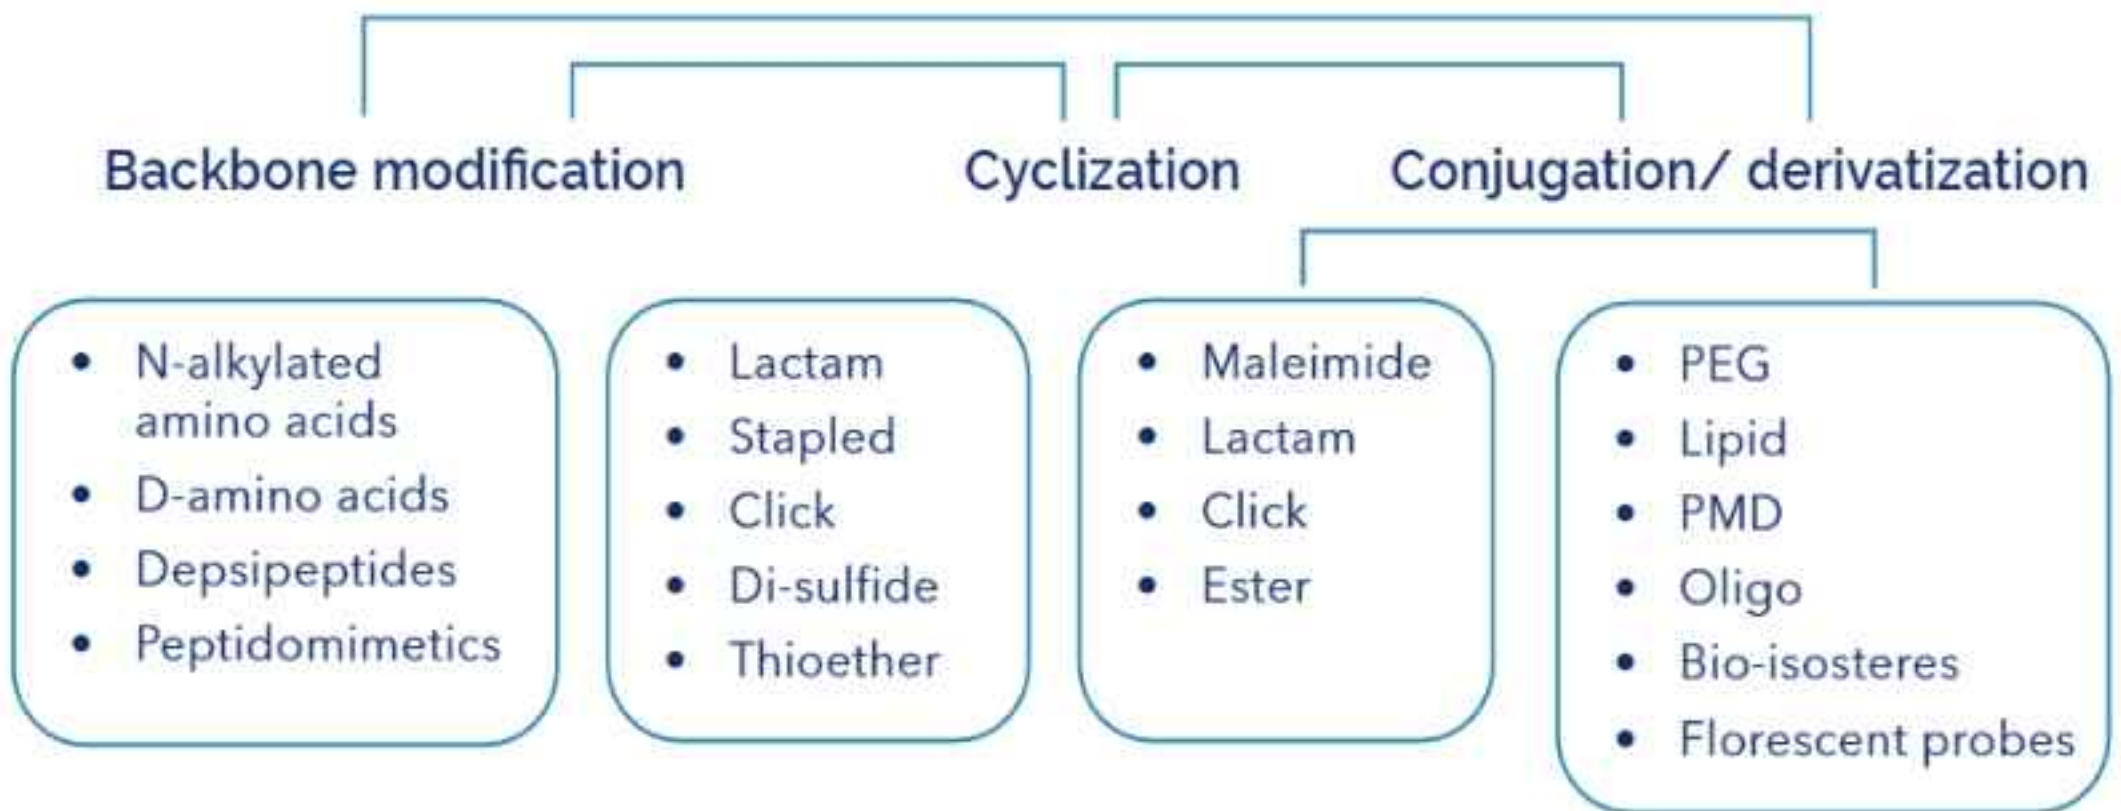 Backbone modification
Cyclization
Conjugation/ derivatization
• N-alkylated
amino acids
• D-amino acids
• Depsipeptides
• Peptidomimetics
• Lactam
• Stapled
• Click
• Di-sulfide
• Thioether
• Maleimide
• Lactam
• Click
• Ester
• PEG
• Lipid
• PMD
• Oligo
• Bio-isosteres
• Florescent probes